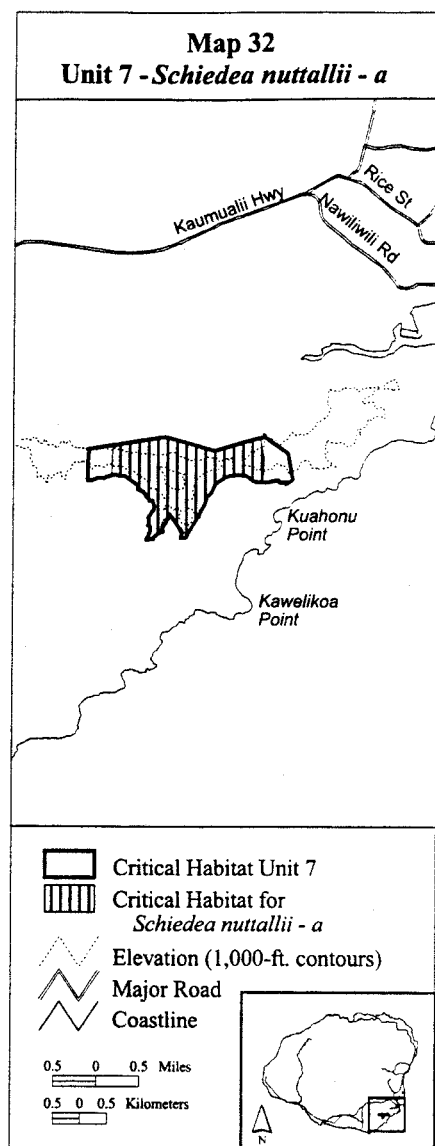 Map 32
Unit 7 - Schiedea nuttallii - a
Rice St
Kaumualii Hwy
Nawiliwili Rd
Kuahonu
Point
Kawelikoa
Point
Critical Habitat Unit 7
Critical Habitat for
Schiedea nuttallii - a
Elevation (1,000-ft. contours)
Major Road
Coastline
0.5 0 0.5 Miles
0.5 0 0.5 Kilometers
N